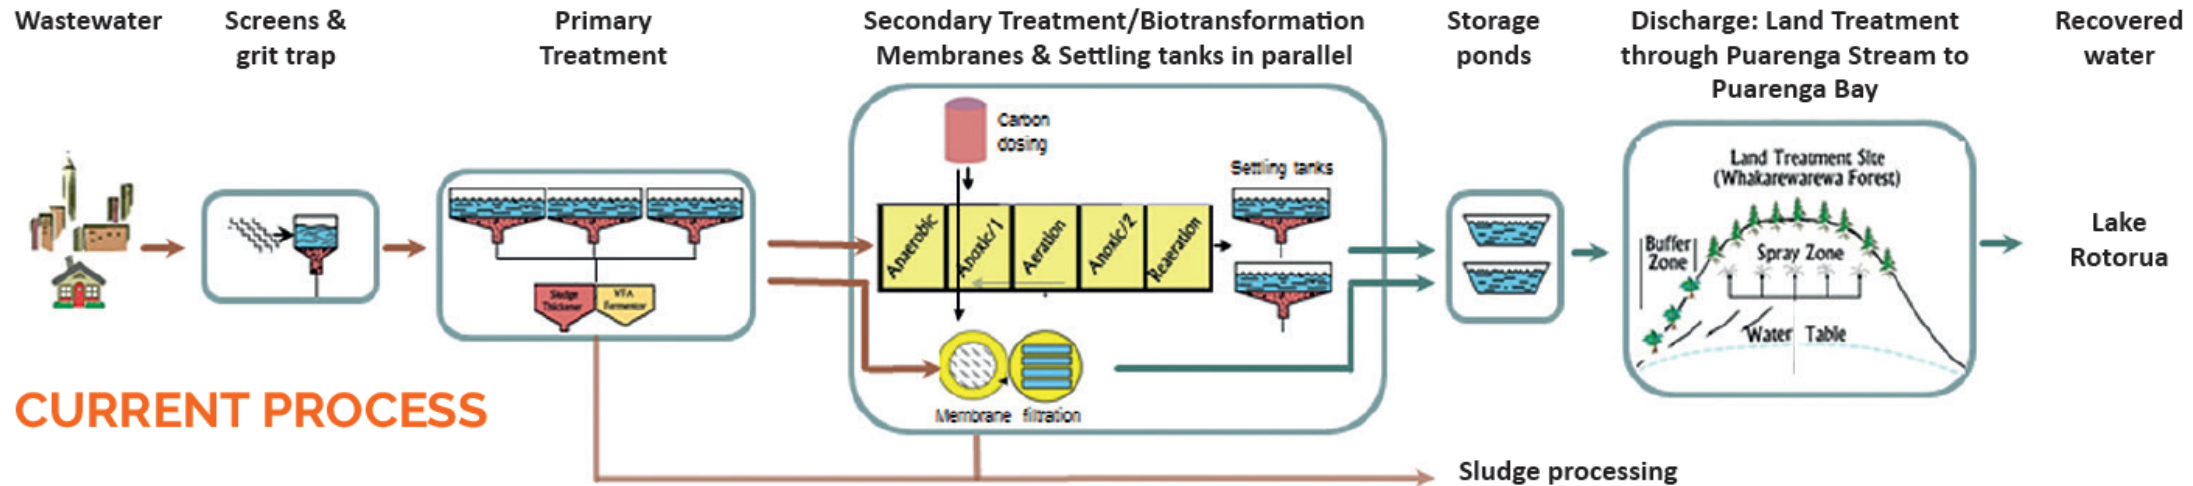 Wastewater
Screens &
grit trap
Primary
Treatment
Secondary Treatment/Biotransformation
Membranes & Settling tanks in parallel
Storage
ponds
Discharge: Land Treatment
through Puarenga Stream to
Puarenga Bay
Recovered
water
Carbon
dosing
Settling tanks
Anaerobic
Anoxic/1
Aeration
Anoxic/2
Reaeration
Sludge
Thickener
VFA
Fermentor
Membrane filtration
Land Treatment Site
(Whakarewarewa Forest)
Buffer
Zone
Spray Zone
Water Table
Lake
Rotorua
CURRENT PROCESS
Sludge processing